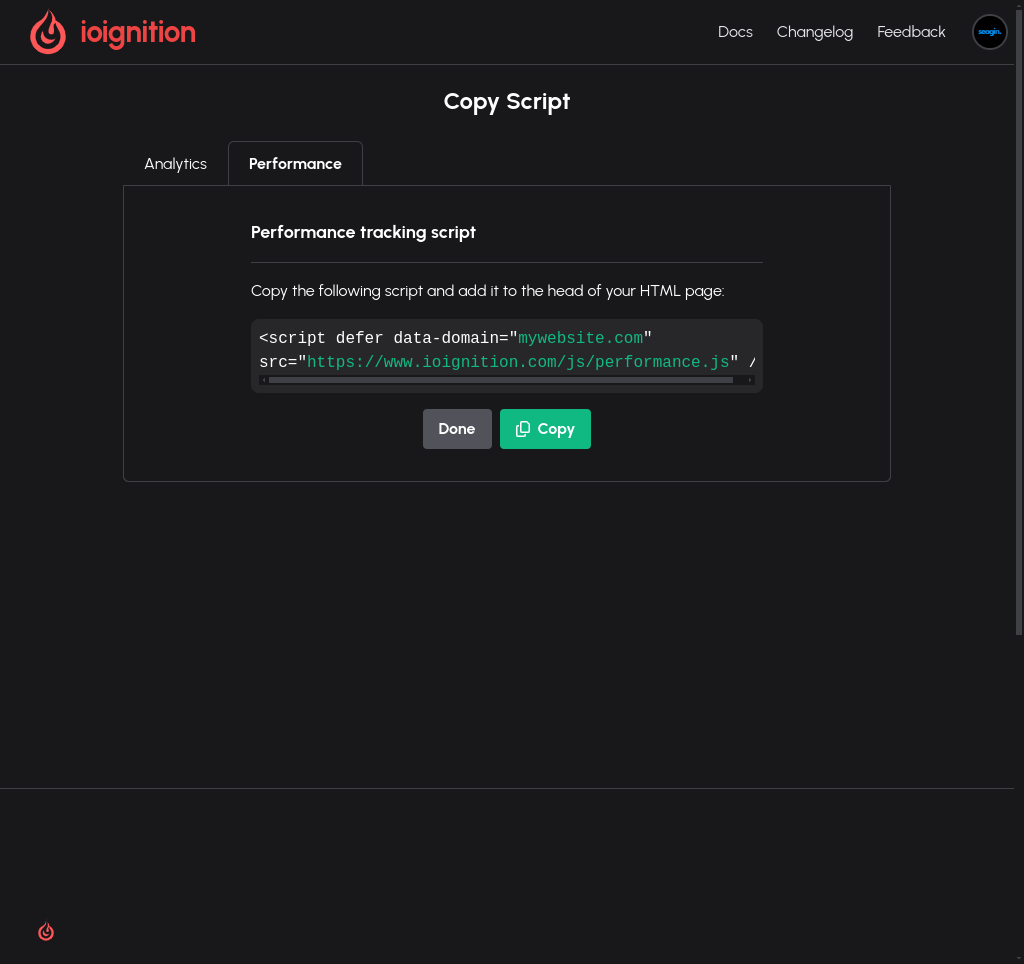 ioignition
Docs Changelog Feedback
seagin.
Copy Script
Analytics Performance
Performance tracking script
Copy the following script and add it to the head of your HTML page:
<script defer data-domain="mywebsite.com"
src="https://www.ioignition.com/js/performance.js" /
Done Copy